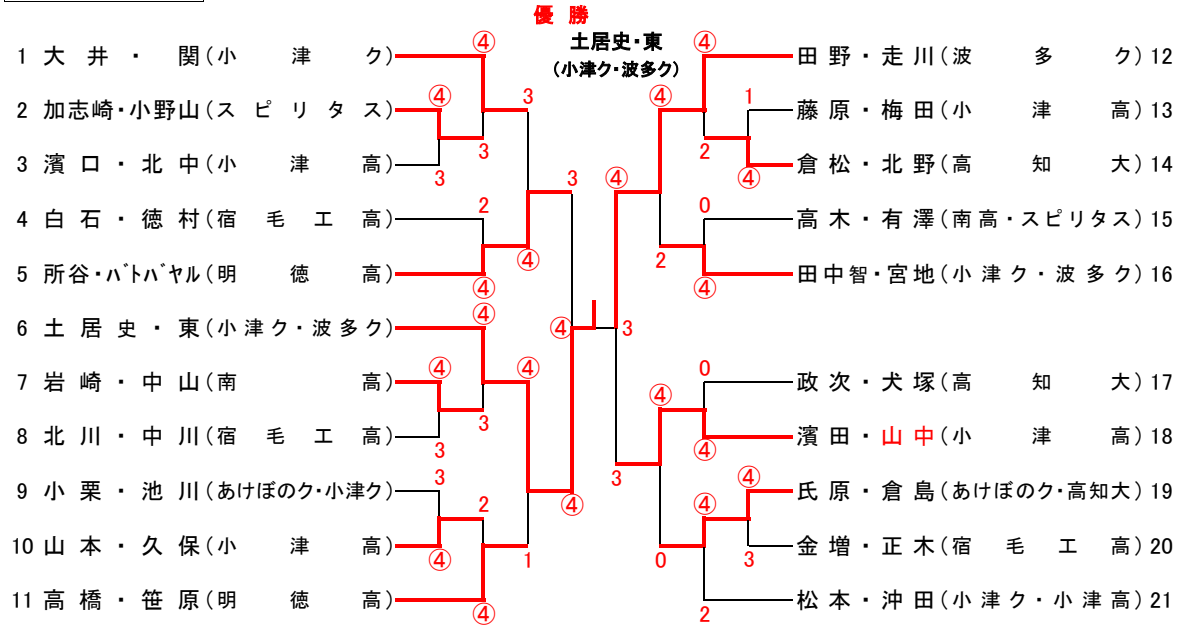 優 勝
土居史・東
(小津ク・波多ク)
1 大 井 ・ 関 (小 津 ク)
2 加志崎・小野山 (ス ピ リ タ ス)
3 濱 口 ・ 北 中 (小 津 高)
4 白 石 ・ 徳 村 (宿 毛 工 高)
5 所谷・バトバヤル (明 徳 高)
6 土 居 史 ・ 東 (小 津 ク ・ 波 多 ク)
7 岩 崎 ・ 中 山 (南 高)
8 北 川 ・ 中 川 (宿 毛 工 高)
9 小 栗 ・ 池 川 (あけぼのク・小津ク)
10 山 本 ・ 久 保 (小 津 高)
11 高 橋 ・ 笹 原 (明 徳 高)
④
④
3
3
3
2
④
④
3
④
④
3
3
④
3
④
2
④
1
④
④
3
④
④
1
2
④
0
2
④
④
3
0
④
④
3
④
④
3
0
2
田 野 ・ 走 川 (波 多 ク) 12
藤 原 ・ 梅 田 (小 津 高) 13
倉 松 ・ 北 野 (高 知 大) 14
高 木 ・ 有 澤 (南 高 ・ スピリタス) 15
田中智・宮地 (小 津 ク ・ 波 多 ク) 16
政 次 ・ 犬 塚 (高 知 大) 17
濱 田 ・ 山 中 (小 津 高) 18
氏 原 ・ 倉 島 (あけぼのク・高知大) 19
金 増 ・ 正 木 (宿 毛 工 高) 20
松 本 ・ 沖 田 (小 津 ク ・ 小 津 高) 21